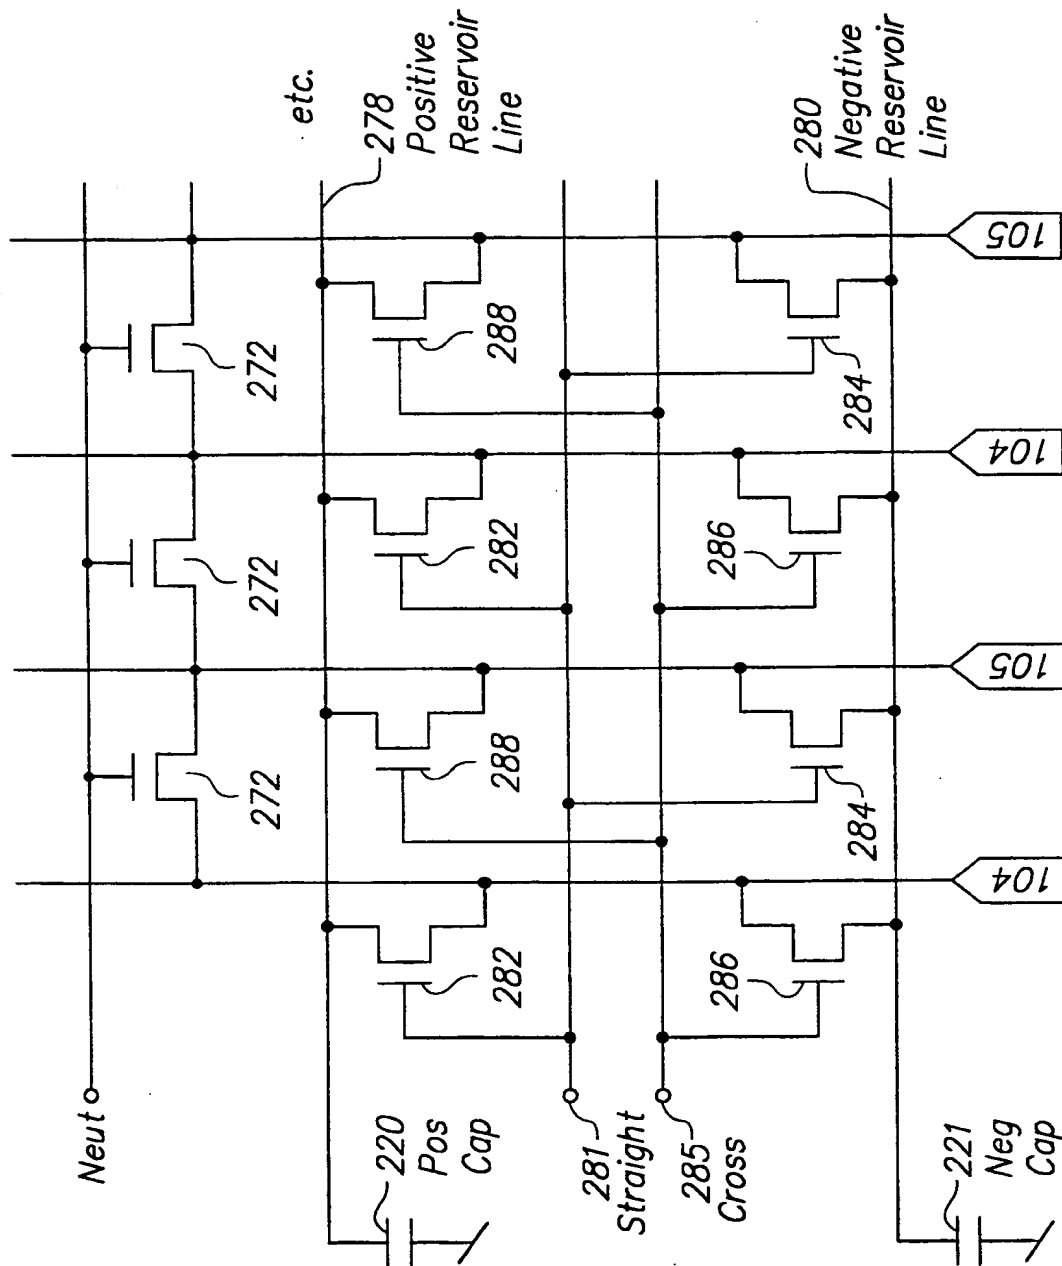 Neut
272
272
272
etc.
220
Pos
Cap
278
Positive
Reservoir
Line
282
288
282
288
281
Straight
285
Cross
286
284
286
284
280
Negative
Reservoir
Line
221
Neg
Cap
104
105
104
105